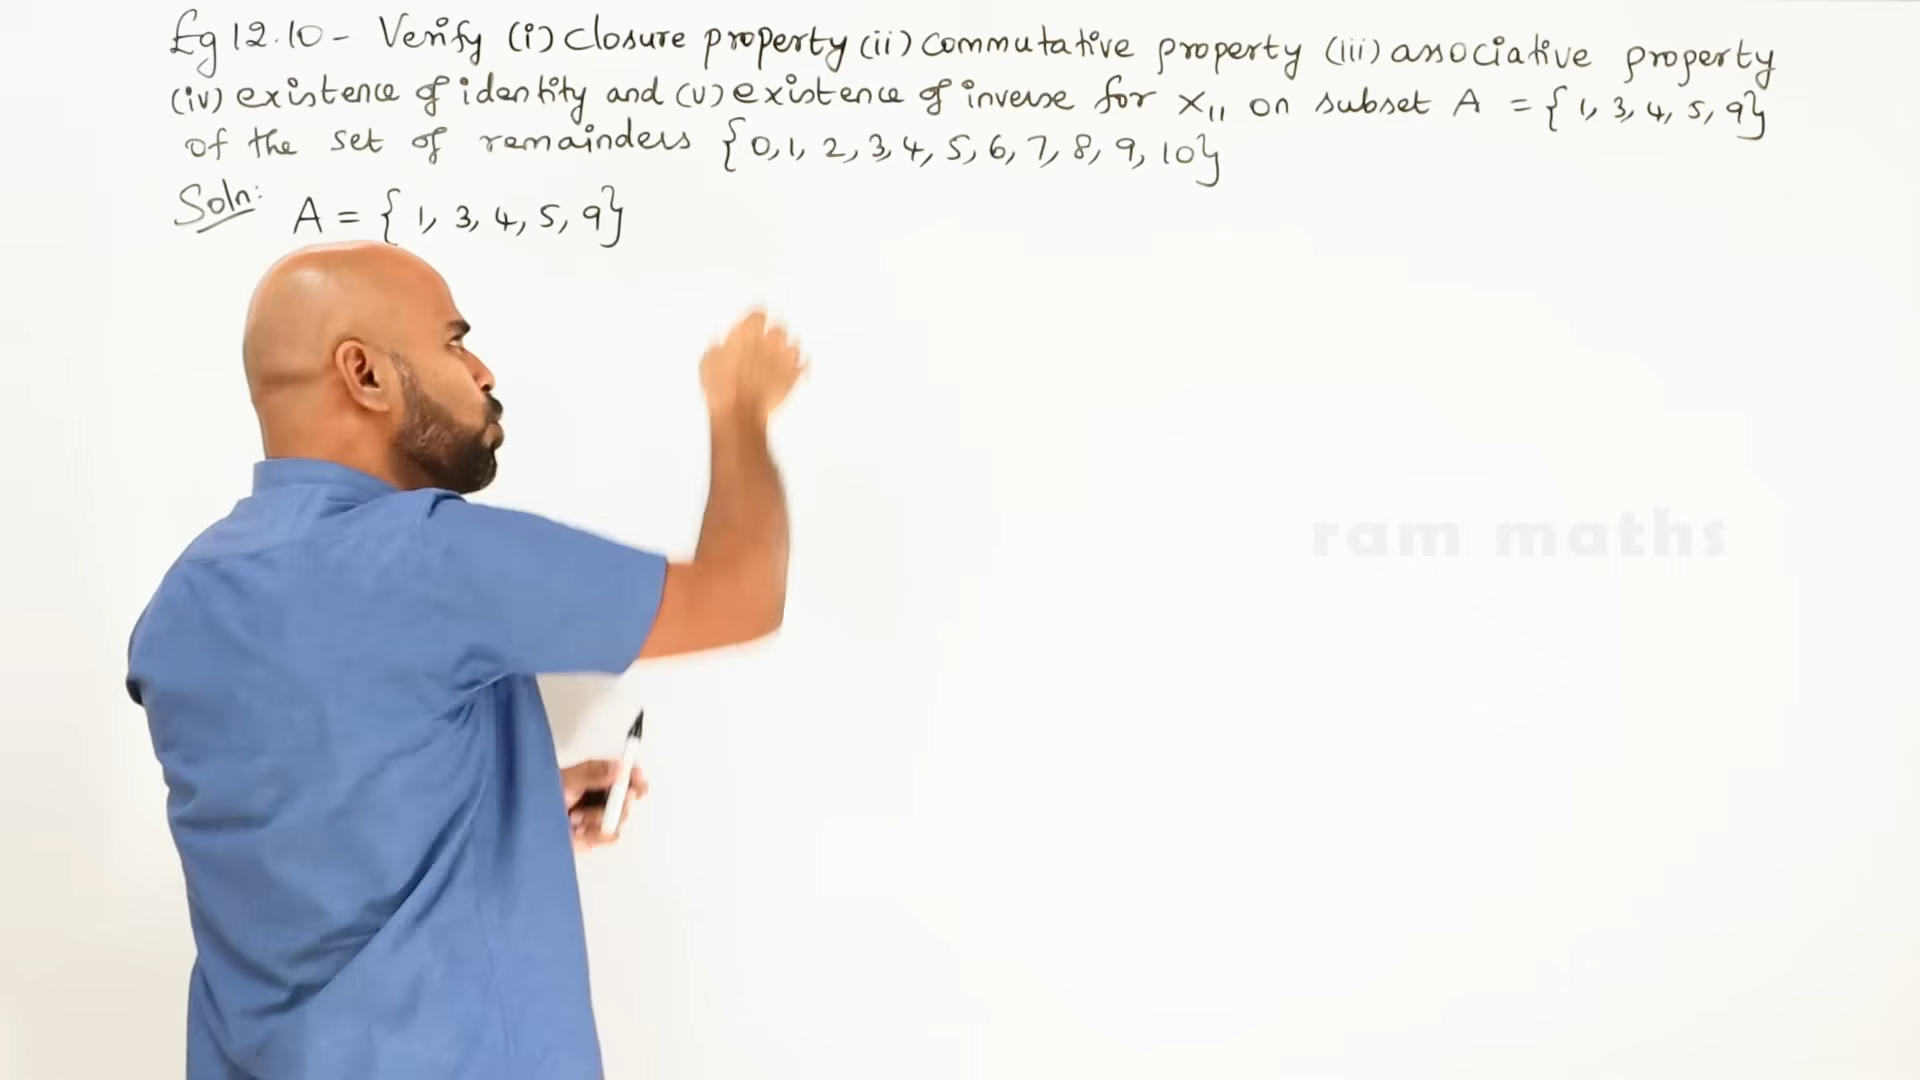 Eg 12.10 - Verify (i) closure property (ii) commutative property (iii) associative property
(iv) existence of identity and (v) existence of inverse for ×₁₁ on subset A = {1, 3, 4, 5, 9}
of the set of remainders {0, 1, 2, 3, 4, 5, 6, 7, 8, 9, 10}
Soln: A = {1, 3, 4, 5, 9}
ram maths